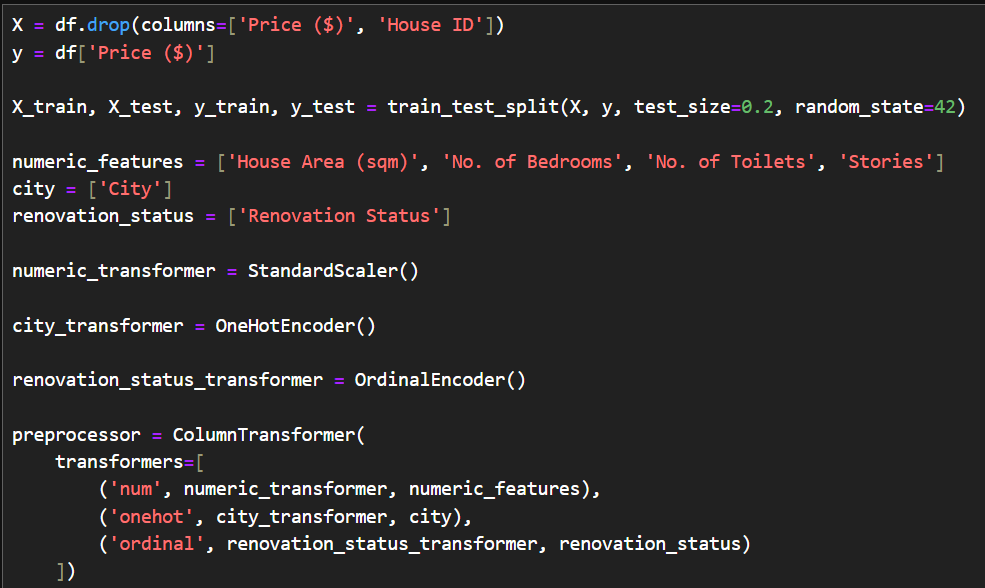 X = df.drop(columns=['Price ($)', 'House ID'])
y = df['Price ($)']
X_train, X_test, y_train, y_test = train_test_split(X, y, test_size=0.2, random_state=42)
numeric_features = ['House Area (sqm)', 'No. of Bedrooms', 'No. of Toilets', 'Stories']
city = ['City']
renovation_status = ['Renovation Status']
numeric_transformer = StandardScaler()
city_transformer = OneHotEncoder()
renovation_status_transformer = OrdinalEncoder()
preprocessor = ColumnTransformer(
    transformers=[
        ('num', numeric_transformer, numeric_features),
        ('onehot', city_transformer, city),
        ('ordinal', renovation_status_transformer, renovation_status)
    ])